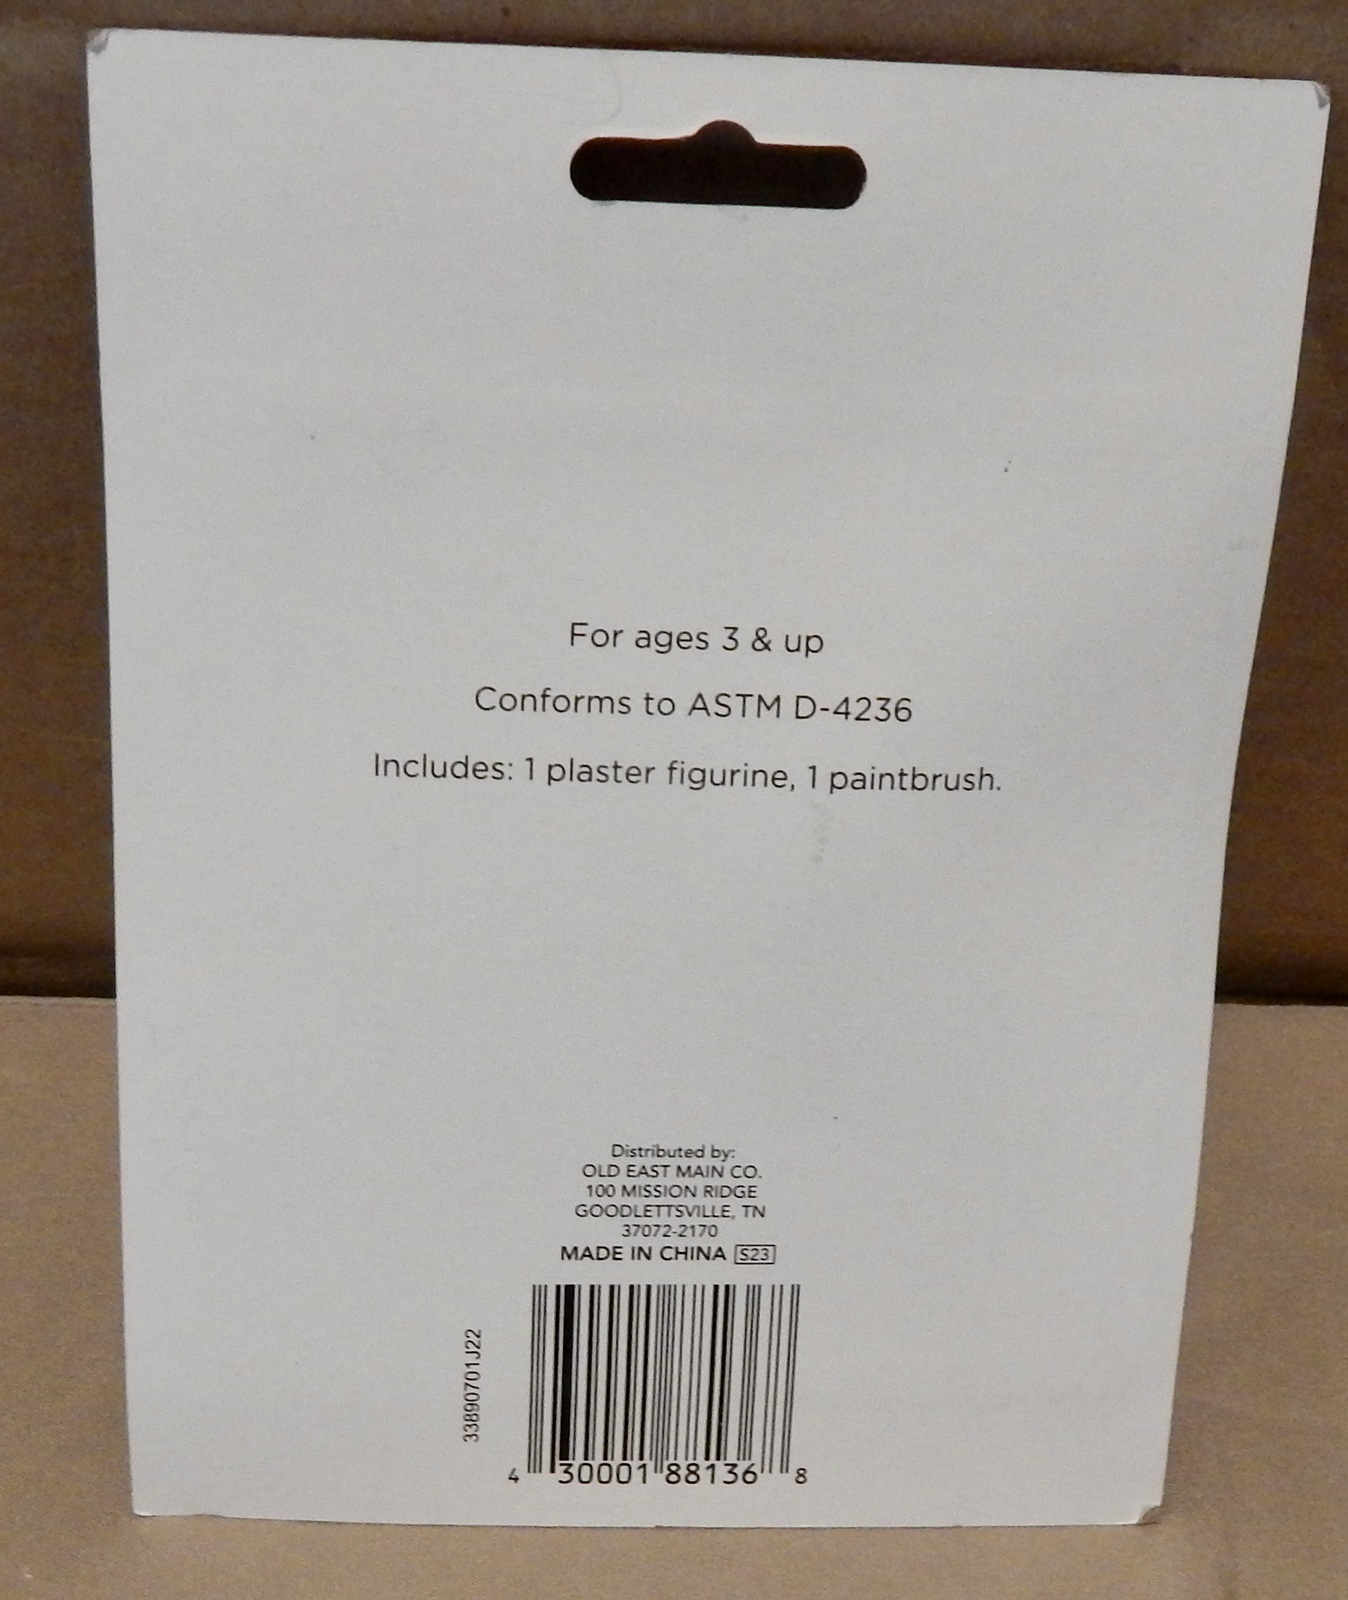 For ages 3 & up
Conforms to ASTM D-4236
Includes: 1 plaster figurine, 1 paintbrush.
Distributed by:
OLD EAST MAIN CO.
100 MISSION RIDGE
GOODLETTSVILLE, TN
37072-2170
MADE IN CHINA S23
33890701J22
4 30001 88136 8